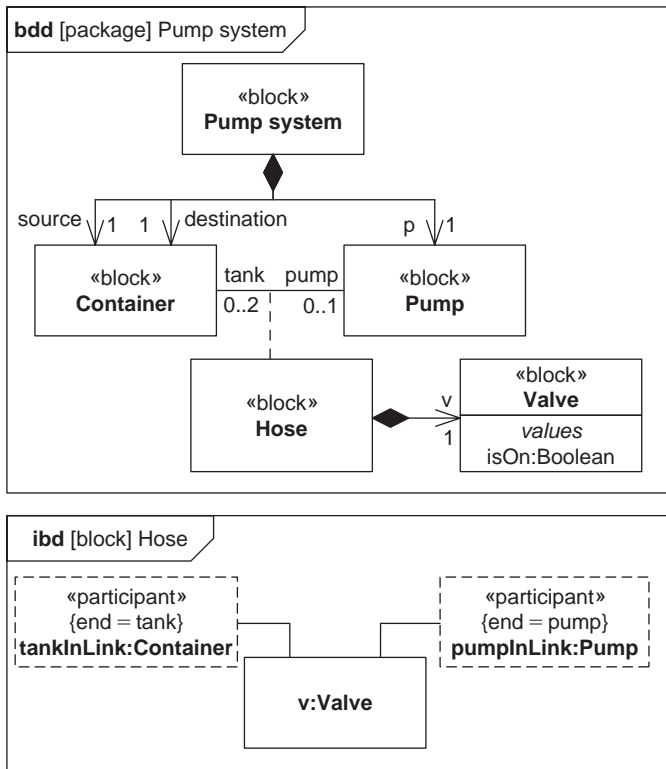 bdd [package] Pump system
«block»
Pump system
source 1 1 destination p 1
«block»
Container
tank pump
0..2 0..1
«block»
Pump
«block»
Hose
v
1
«block»
Valve
values
isOn:Boolean
ibd [block] Hose
«participant»
{end = tank}
tankInLink:Container
«participant»
{end = pump}
pumpInLink:Pump
v:Valve